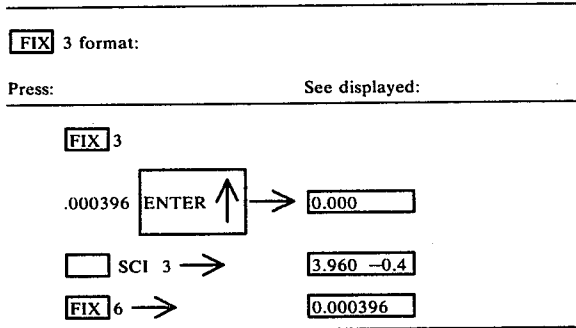 FIX 3 format:
Press: See displayed:
FIX 3
.000396 ENTER ↑ → 0.000
SCI 3 → 3.960 −0.4
FIX 6 → 0.000396